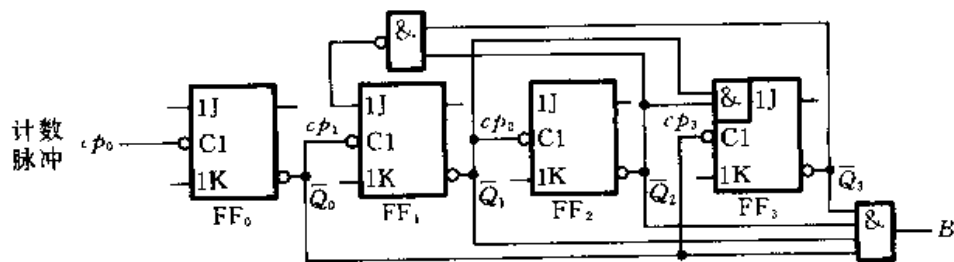 &
1J
1J
1J
& 1J
计数
脉冲
cp₀
C1
cp₁
C1
cp₂
C1
cp₃
C1
1K
Q̅₀
1K
Q̅₁
1K
Q̅₂
1K
Q̅₃
FF₀
FF₁
FF₂
FF₃
&
B